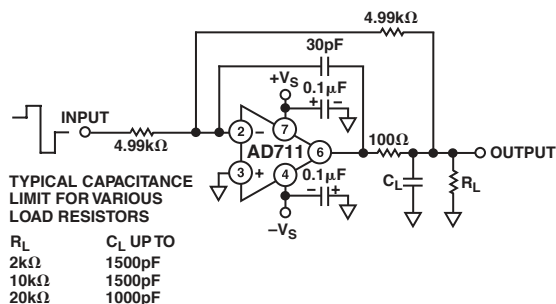 4.99kΩ
30pF
+VS
0.1µF
+ –
INPUT
4.99kΩ
2 –
7
AD711
6
100Ω
OUTPUT
3 +
4
0.1µF
– +
CL
RL
–VS
TYPICAL CAPACITANCE
LIMIT FOR VARIOUS
LOAD RESISTORS
RL CL UP TO
2kΩ 1500pF
10kΩ 1500pF
20kΩ 1000pF